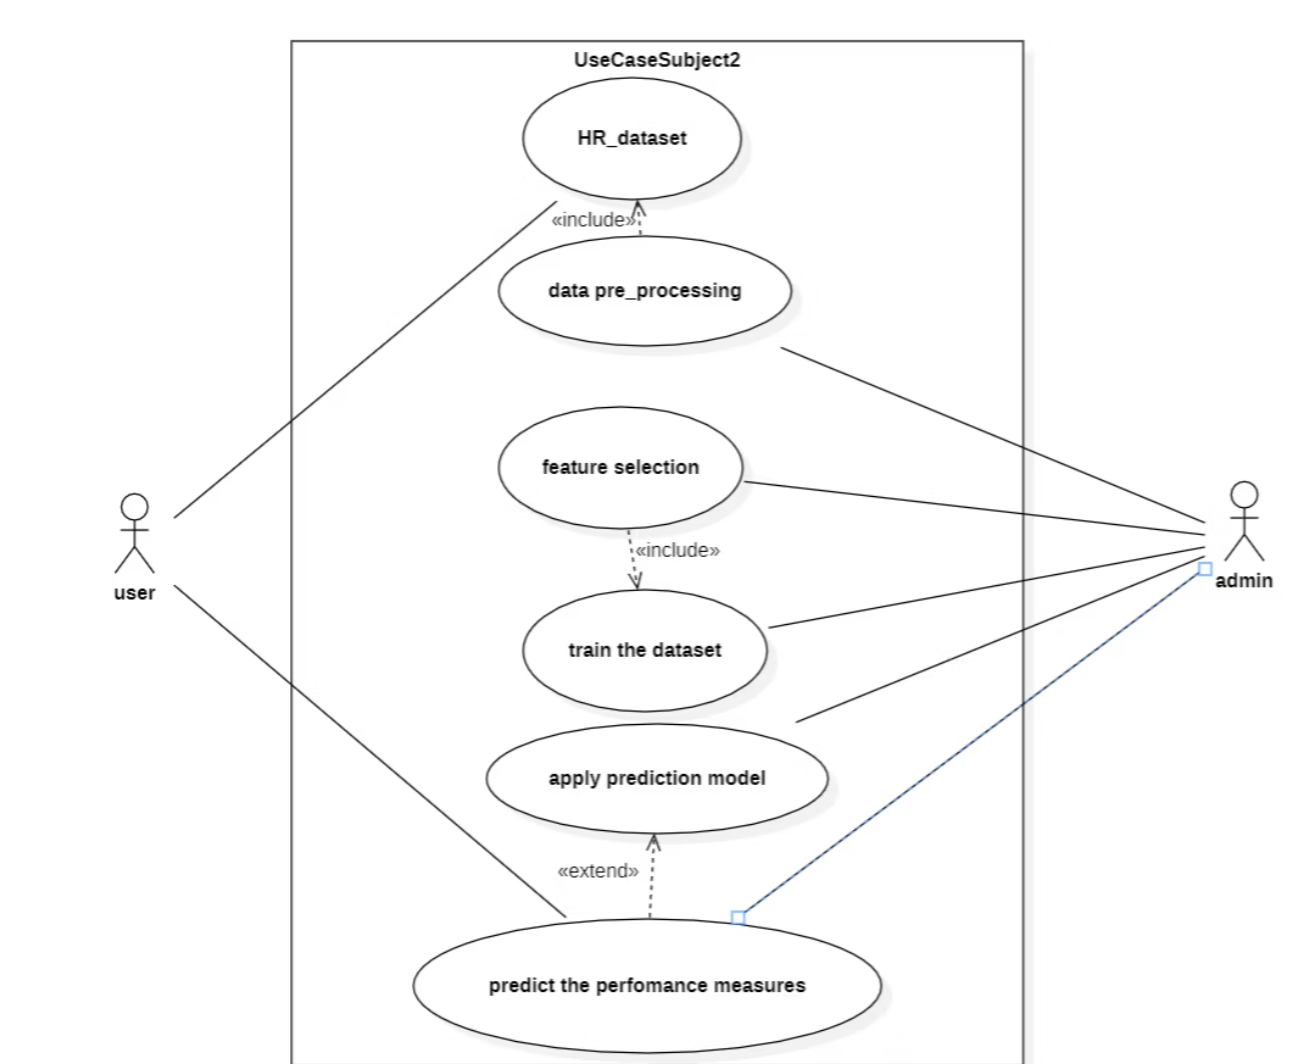 UseCaseSubject2
HR_dataset
«include»
data pre_processing
feature selection
«include»
user
admin
train the dataset
apply prediction model
«extend»
predict the perfomance measures